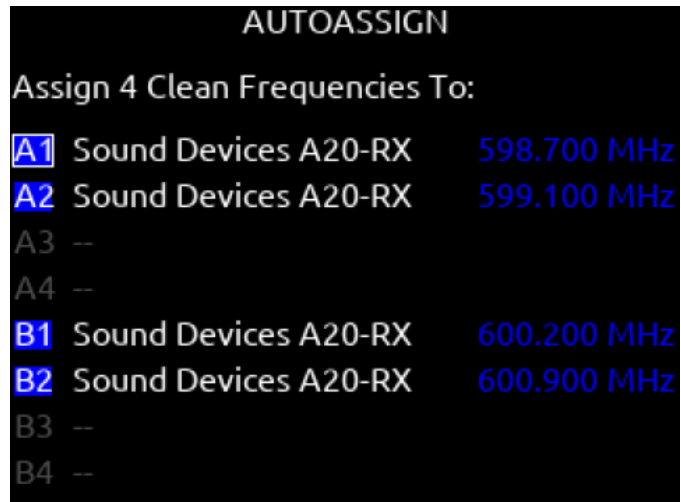 AUTOASSIGN
Assign 4 Clean Frequencies To:
A1 Sound Devices A20-RX 598.700 MHz
A2 Sound Devices A20-RX 599.100 MHz
A3 --
A4 --
B1 Sound Devices A20-RX 600.200 MHz
B2 Sound Devices A20-RX 600.900 MHz
B3 --
B4 --